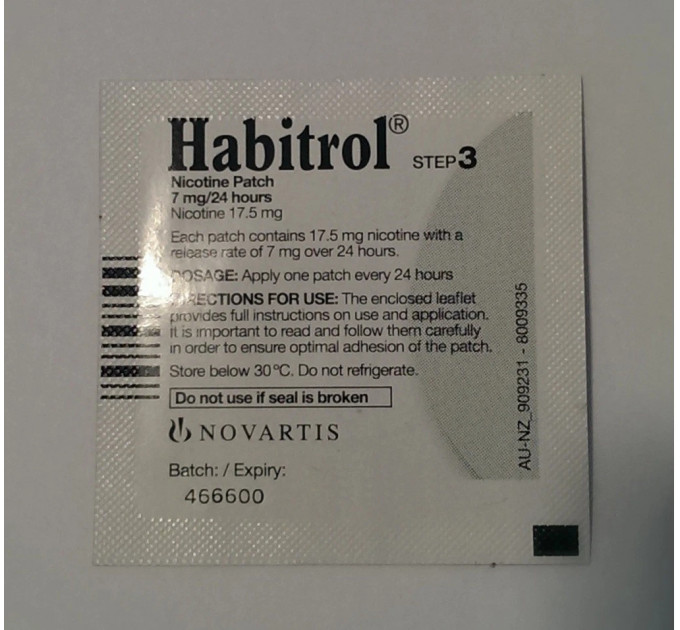 Habitrol® STEP 3
Nicotine Patch
7 mg/24 hours
Nicotine 17.5 mg
Each patch contains 17.5 mg nicotine with a
release rate of 7 mg over 24 hours.
DOSAGE: Apply one patch every 24 hours
DIRECTIONS FOR USE: The enclosed leaflet
provides full instructions on use and application.
It is important to read and follow them carefully
in order to ensure optimal adhesion of the patch.
Store below 30°C. Do not refrigerate.
Do not use if seal is broken
NOVARTIS
Batch: / Expiry:
466600
AU-NZ_909231 - 8009335